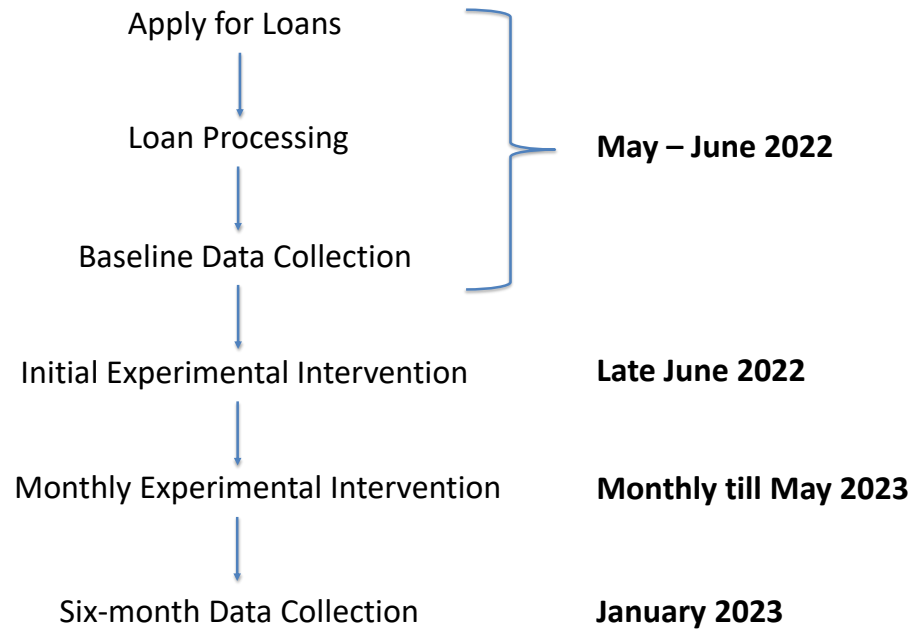 Apply for Loans
Loan Processing
May – June 2022
Baseline Data Collection
Initial Experimental Intervention
Late June 2022
Monthly Experimental Intervention
Monthly till May 2023
Six-month Data Collection
January 2023